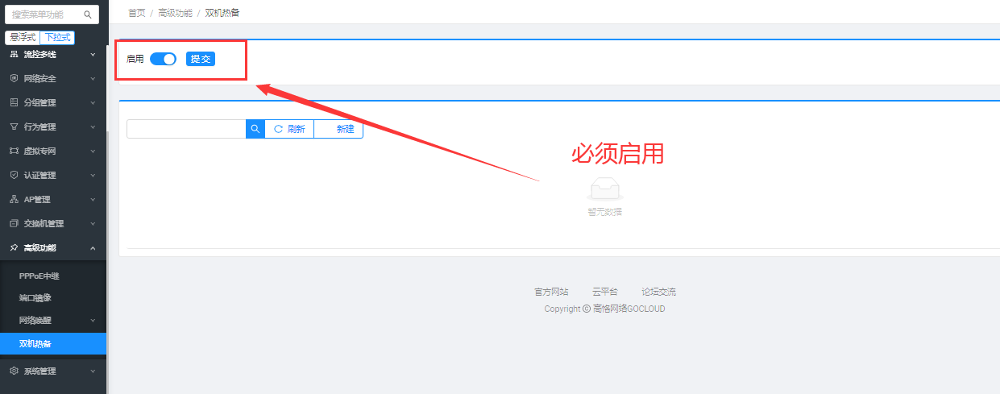 搜索菜单功能
悬浮式 下拉式
流控多线
网络安全
分组管理
行为管理
虚拟专网
认证管理
AP管理
交换机管理
高级功能
PPPoE中继
端口镜像
网络唤醒
双机热备
系统管理
首页 / 高级功能 / 双机热备
启用 提交
刷新 新建
必须启用
暂无数据
官方网站 云平台 论坛交流
Copyright © 高恪网络GOCLOUD